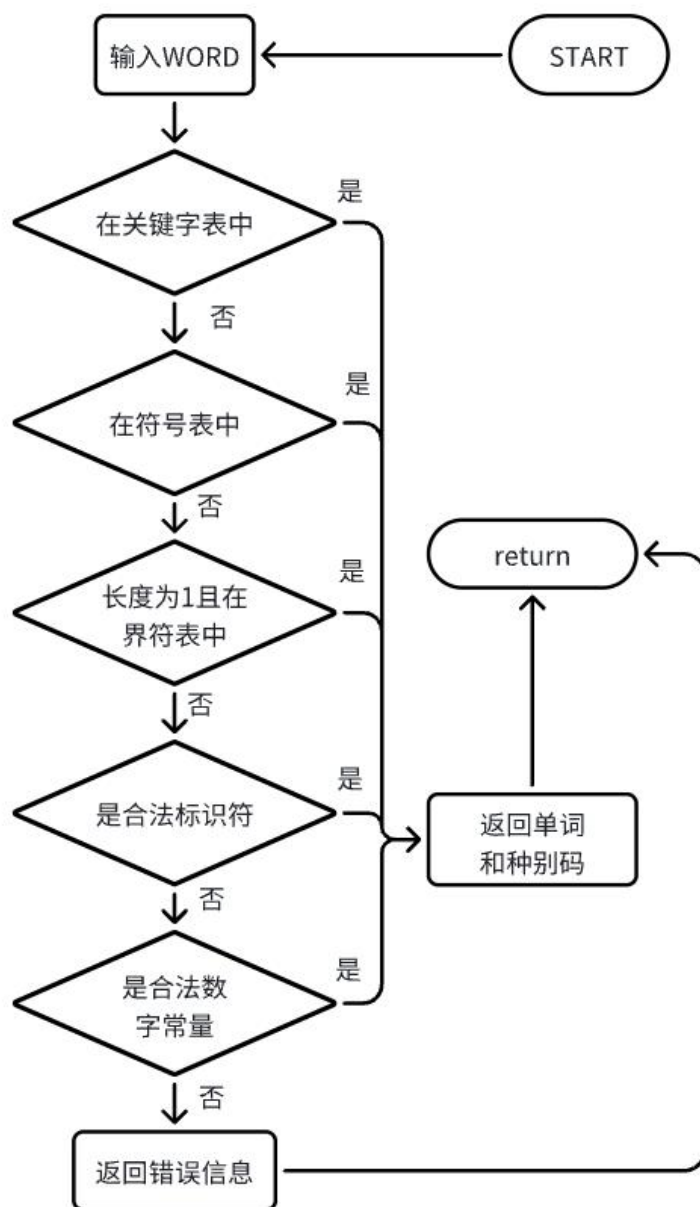 输入WORD
START
是
在关键字表中
否
是
在符号表中
否
是
长度为1且在
界符表中
return
否
是
是合法标识符
返回单词
和种别码
否
是
是合法数
字常量
否
返回错误信息